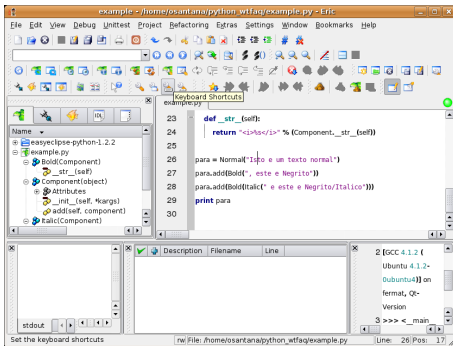 example - /home/osantana/python_wtfaq/example.py - Eric
File Edit View Debug Unittest Project Refactoring Extras Settings Window Bookmarks Help
Keyboard Shortcuts
example.py
Name
easyeclipse-python-1.2.2
example.py
Bold(Component)
__str__(self)
Component(object)
Attributes
__init__(self, *kargs)
add(self, component)
Italic(Component)
23 def __str__(self):
24 return "<i>%s</i>" % (Component.__str__(self))
25
26 para = Normal("Isto e um texto normal")
27 para.add(Bold(", este e Negrito"))
28 para.add(Bold(Italic(" e este e Negrito/Italico")))
29 print para
30
stdout
Description Filename Line
2 [GCC 4.1.2 (
Ubuntu 4.1.2-
0ubuntu4)] on
fermat, Qt-
Version
3 >>> <__main__
Set the keyboard shortcuts
rw File: /home/osantana/python_wtfaq/example.py Line: 26 Pos: 17